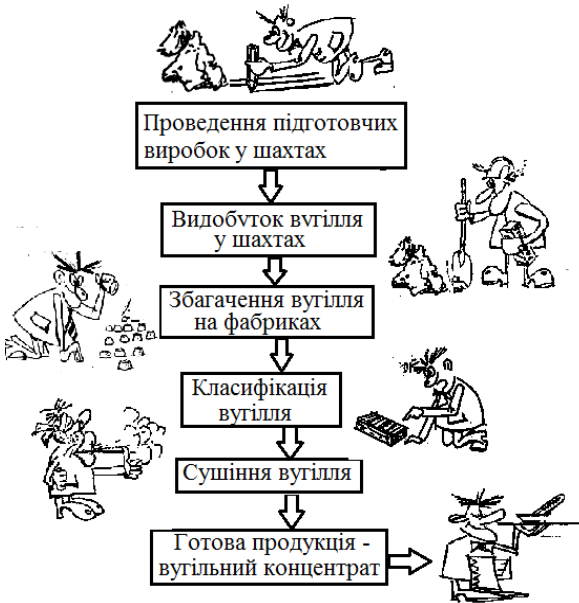 Проведення підготовчих
виробок у шахтах
Видобуток вугілля
у шахтах
Збагачення вугілля
на фабриках
Класифікація
вугілля
Сушіння вугілля
Готова продукція -
вугільний концентрат